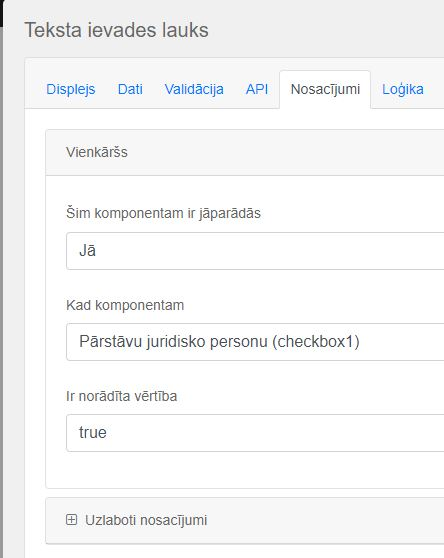 Teksta ievades lauks
Displejs Dati Validācija API Nosacījumi Loģika
Vienkāršs
Šim komponentam ir jāparādās
Jā
Kad komponentam
Pārstāvu juridisko personu (checkbox1)
Ir norādīta vērtība
true
Uzlaboti nosacījumi